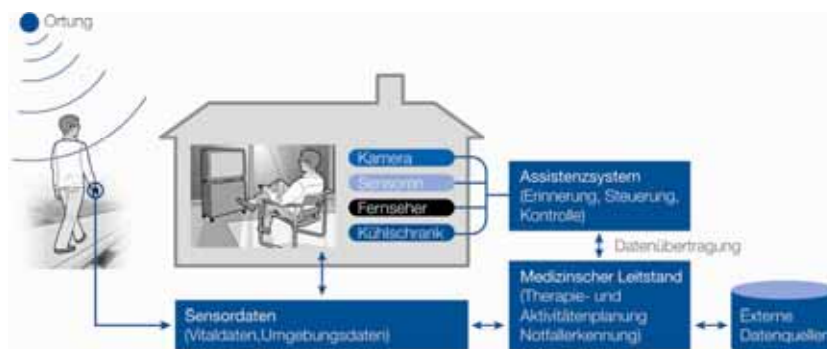 Ortung
Kamera
Sensoren
Fernseher
Kühlschrank
Assistenzsystem
(Erinnerung, Steuerung,
Kontrolle)
Datenübertragung
Medizinscher Leitstand
(Therapie- und
Aktivitätenplanung
Notfallerkennung)
Sensordaten
(Vitaldaten,Umgebungsdaten)
Externe
Datenquellen